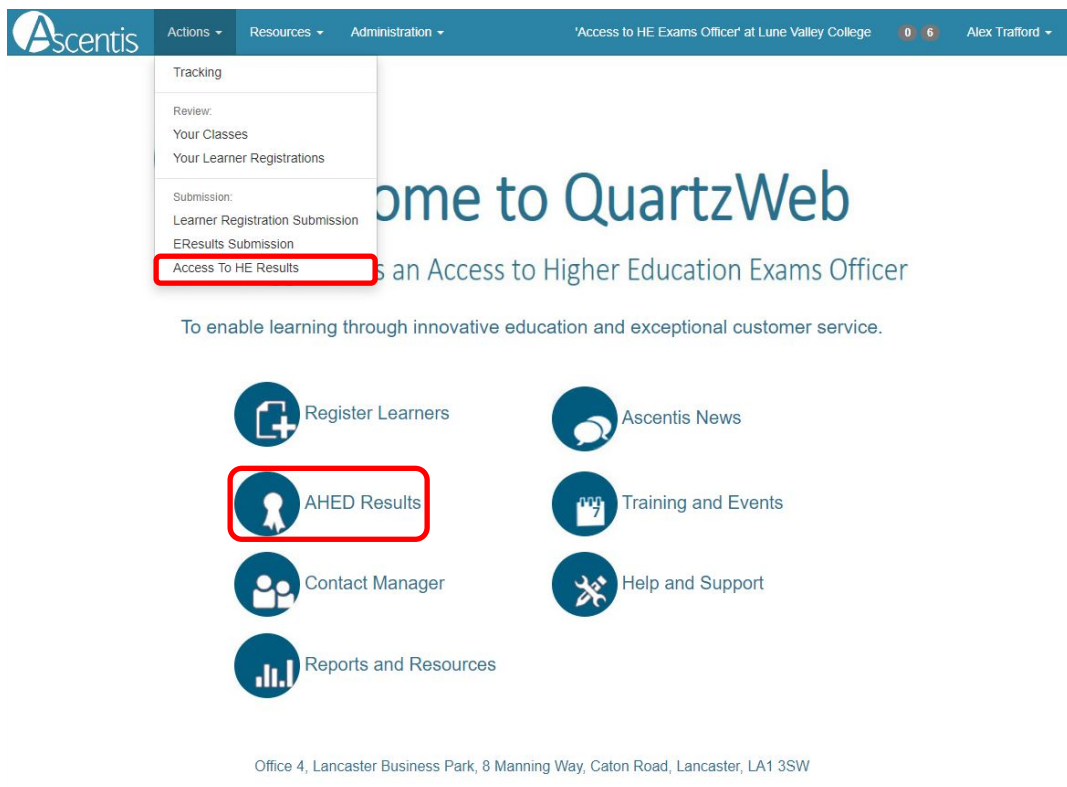 Ascentis
Actions Resources Administration 'Access to HE Exams Officer' at Lune Valley College 0 6 Alex Trafford
Tracking
Review:
Your Classes
Your Learner Registrations
Submission:
Learner Registration Submission
EResults Submission
Access To HE Results
ome to QuartzWeb
s an Access to Higher Education Exams Officer
To enable learning through innovative education and exceptional customer service.
Register Learners
Ascentis News
AHED Results
7
Training and Events
Contact Manager
Help and Support
Reports and Resources
Office 4, Lancaster Business Park, 8 Manning Way, Caton Road, Lancaster, LA1 3SW